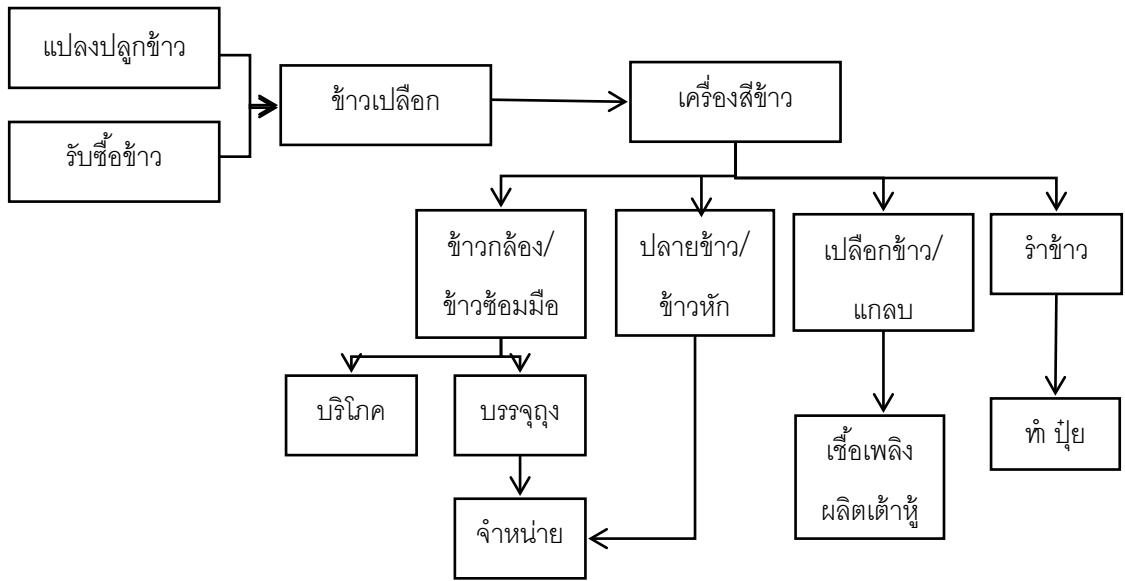 แปลงปลูกข้าว
รับซื้อข้าว
ข้าวเปลือก
เครื่องสีข้าว
ข้าวกล้อง/
ข้าวซ้อมมือ
ปลายข้าว/
ข้าวหัก
เปลือกข้าว/
แกลบ
รำข้าว
บริโภค
บรรจุถุง
เชื้อเพลิง
ผลิตเต้าหู้
ทำ ปุ๋ย
จำหน่าย